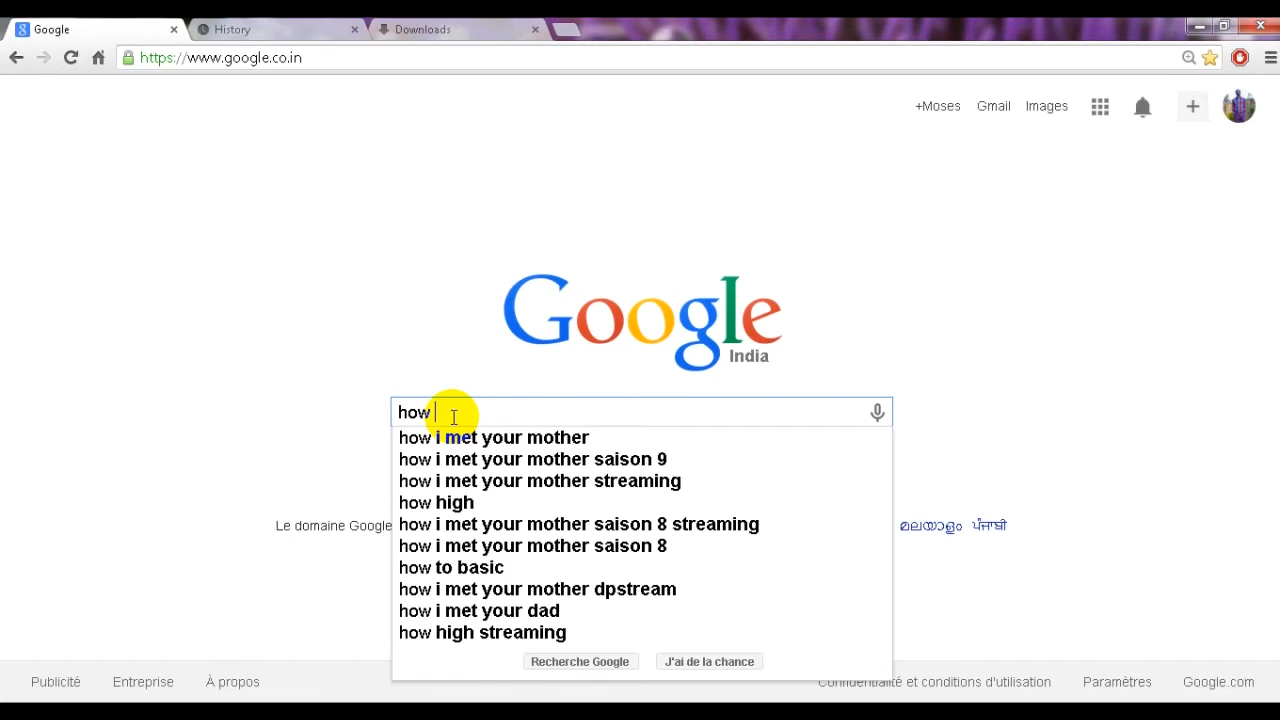 Google
History
Downloads
https://www.google.co.in
+Moses Gmail Images
Google
India
how
how i met your mother
how i met your mother saison 9
how i met your mother streaming
how high
how i met your mother saison 8 streaming
Le domaine Google
മലയാളം ਪੰਜਾਬੀ
how i met your mother saison 8
how to basic
how i met your mother dpstream
how i met your dad
how high streaming
Recherche Google J'ai de la chance
Publicité Entreprise À propos Confidentialité et conditions d'utilisation Paramètres Google.com